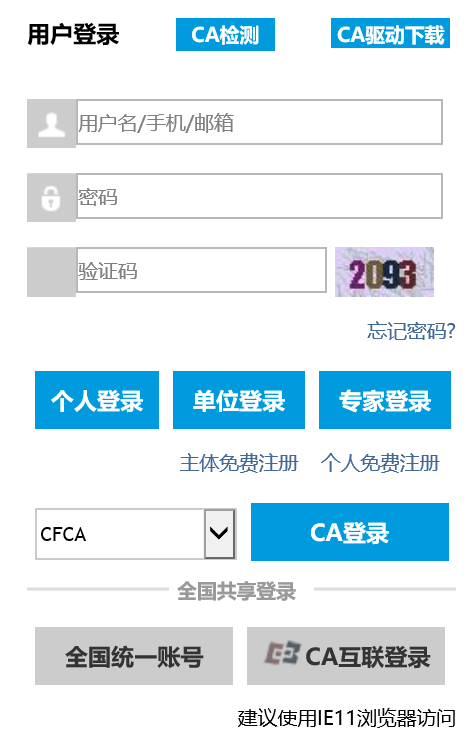 用户登录 CA检测 CA驱动下载
用户名/手机/邮箱
密码
验证码 2093
忘记密码?
个人登录 单位登录 专家登录
主体免费注册 个人免费注册
CFCA CA登录
全国共享登录
全国统一账号 CA互联登录
建议使用IE11浏览器访问